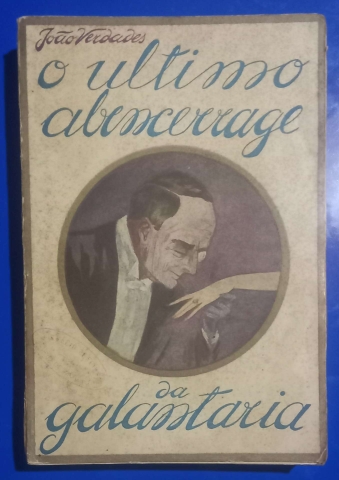 João Verdades
o ultimo
abencerrage
da
galantaria